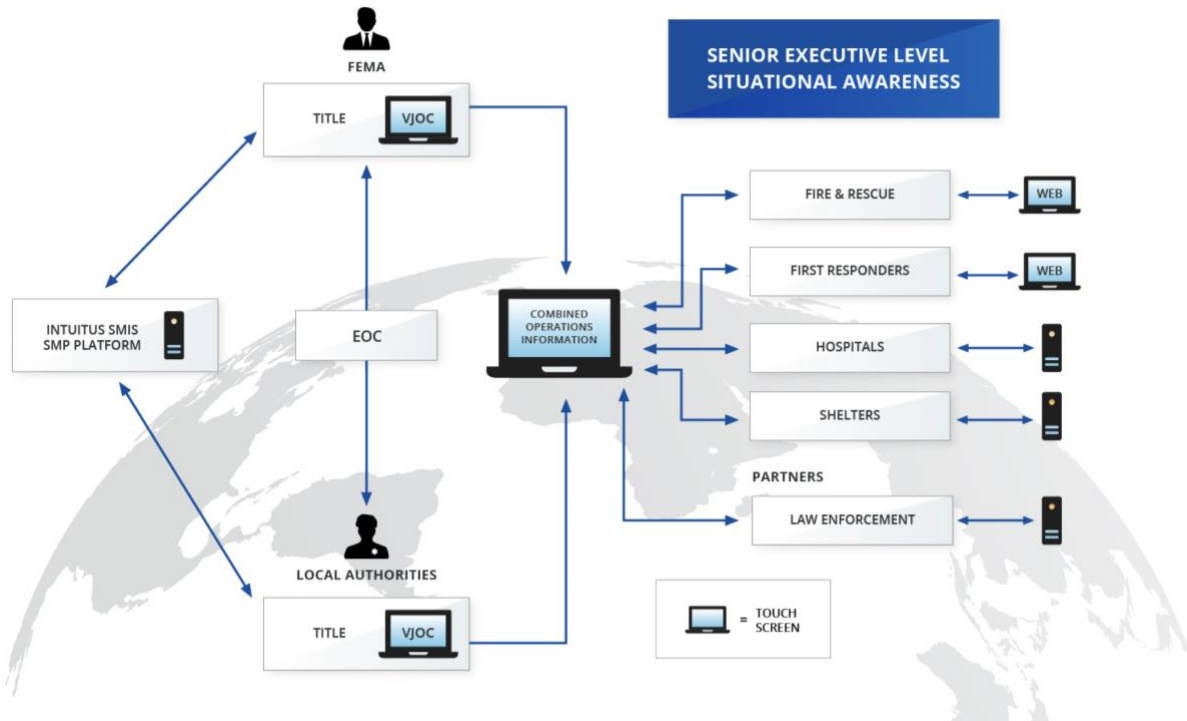 FEMA
SENIOR EXECUTIVE LEVEL
SITUATIONAL AWARENESS
TITLE
VJOC
FIRE & RESCUE
WEB
FIRST RESPONDERS
WEB
INTUITUS SMIS
SMP PLATFORM
EOC
COMBINED
OPERATIONS
INFORMATION
HOSPITALS
SHELTERS
PARTNERS
LAW ENFORCEMENT
LOCAL AUTHORITIES
TITLE
VJOC
= TOUCH
SCREEN